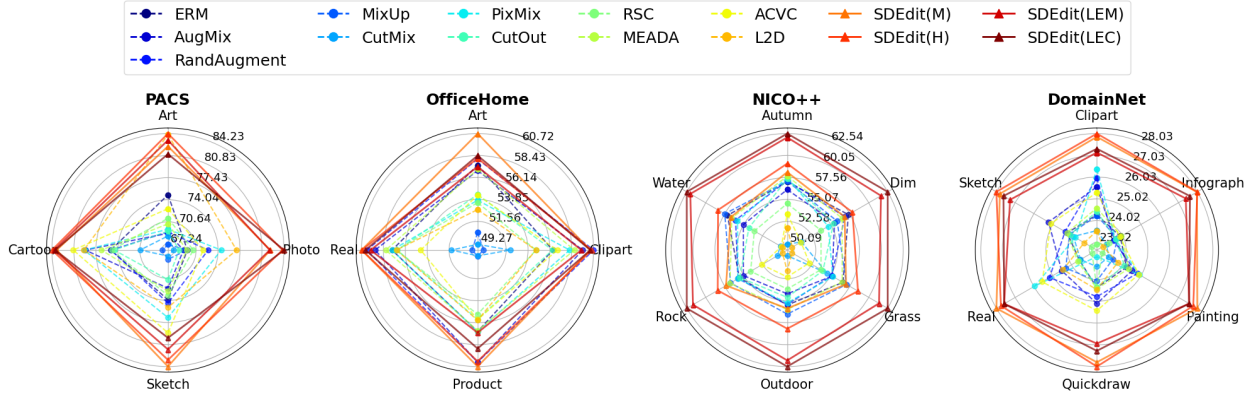 ERM MixUp PixMix RSC ACVC SDEdit(M) SDEdit(LEM)
AugMix CutMix CutOut MEADA L2D SDEdit(H) SDEdit(LEC)
RandAugment
PACS OfficeHome NICO++ DomainNet
Art Art Autumn Clipart
84.23 60.72 62.54 28.03
80.83 58.43 60.05 27.03
77.43 56.14 57.56 26.03
Water Dim Sketch Infograph
74.04 53.85 55.07 25.02
70.64 51.56 52.58 24.02
67.24 49.27 50.09
Cartoo Photo Real Clipart
Rock Grass Real Painting
Sketch Product Outdoor Quickdraw